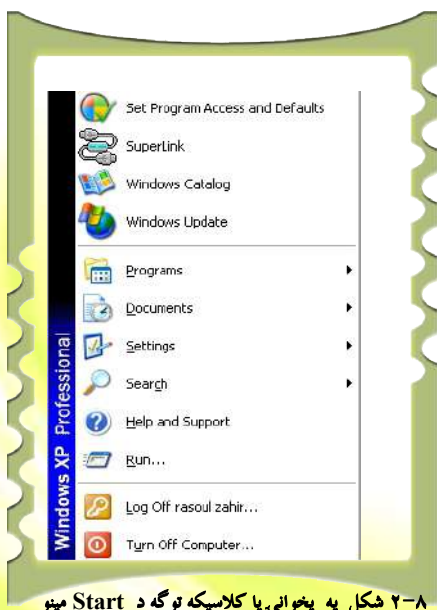 Set Program Access and Defaults
SuperLink
Windows Catalog
Windows Update
Programs
Documents
Settings
Search
Help and Support
Run...
Log Off rasoul zahir...
Turn Off Computer...
Windows XP Professional
۲-۸ شکل په پخوانی یا کلاسیکه توگه د Start مینو